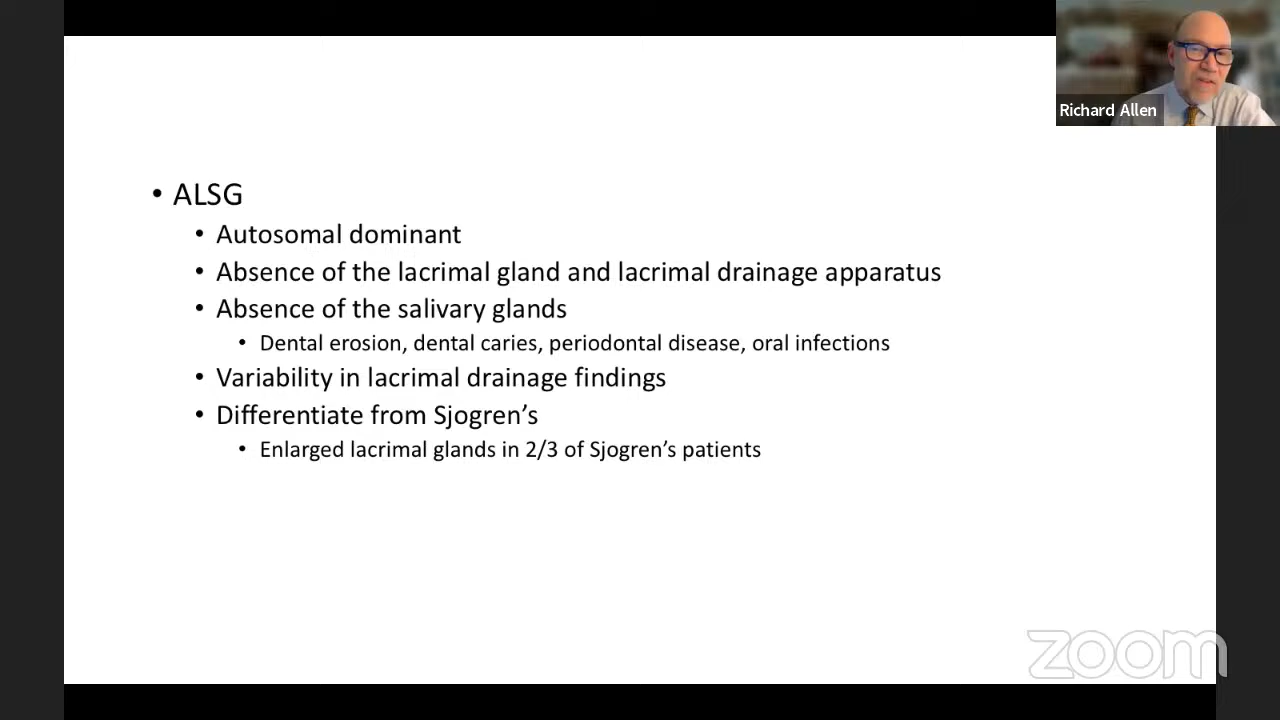 Richard Allen
• ALSG
• Autosomal dominant
• Absence of the lacrimal gland and lacrimal drainage apparatus
• Absence of the salivary glands
• Dental erosion, dental caries, periodontal disease, oral infections
• Variability in lacrimal drainage findings
• Differentiate from Sjogren’s
• Enlarged lacrimal glands in 2/3 of Sjogren’s patients
zoom